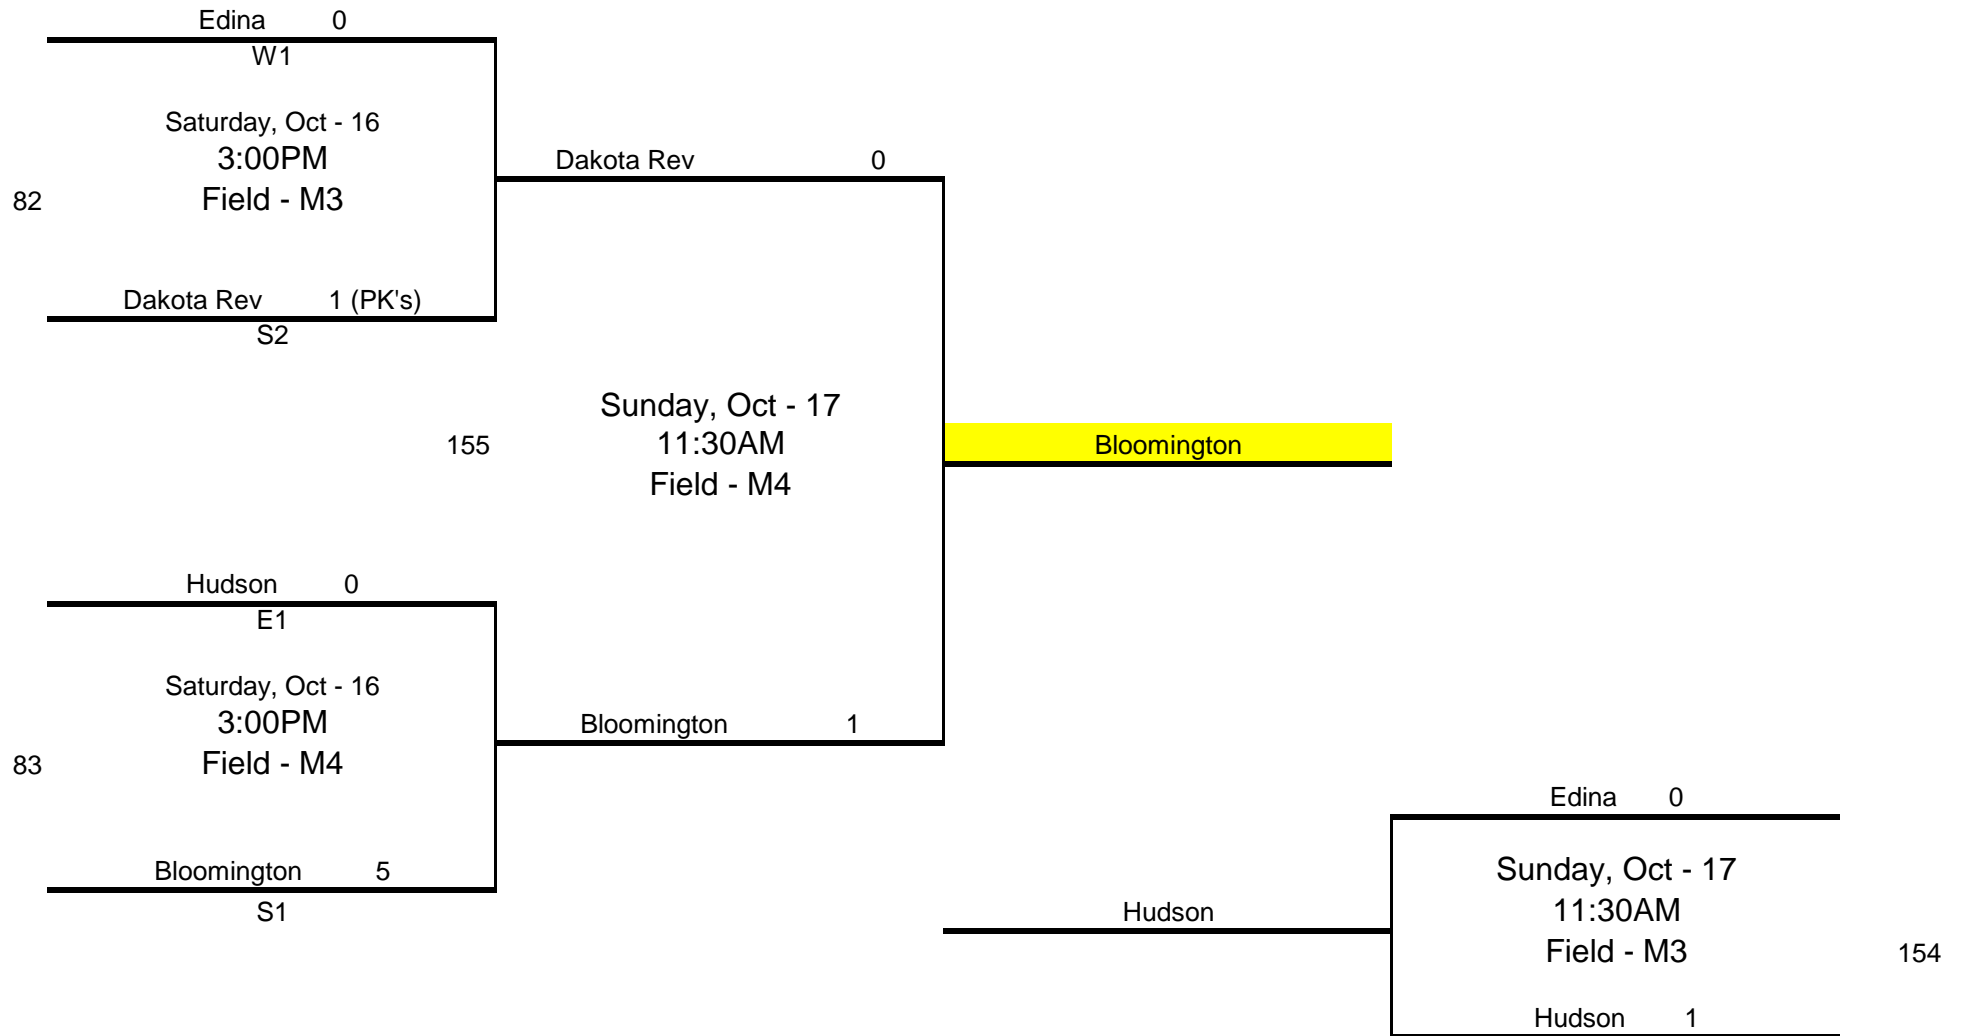 Edina 0
W1
Saturday, Oct - 16
3:00PM
Dakota Rev 0
82 Field - M3
Dakota Rev 1 (PK's)
S2
Sunday, Oct - 17
155 11:30AM Bloomington
Field - M4
Hudson 0
E1
Saturday, Oct - 16
3:00PM
Bloomington 1
83 Field - M4
Edina 0
Bloomington 5
Sunday, Oct - 17
S1 Hudson 11:30AM
Field - M3 154
Hudson 1